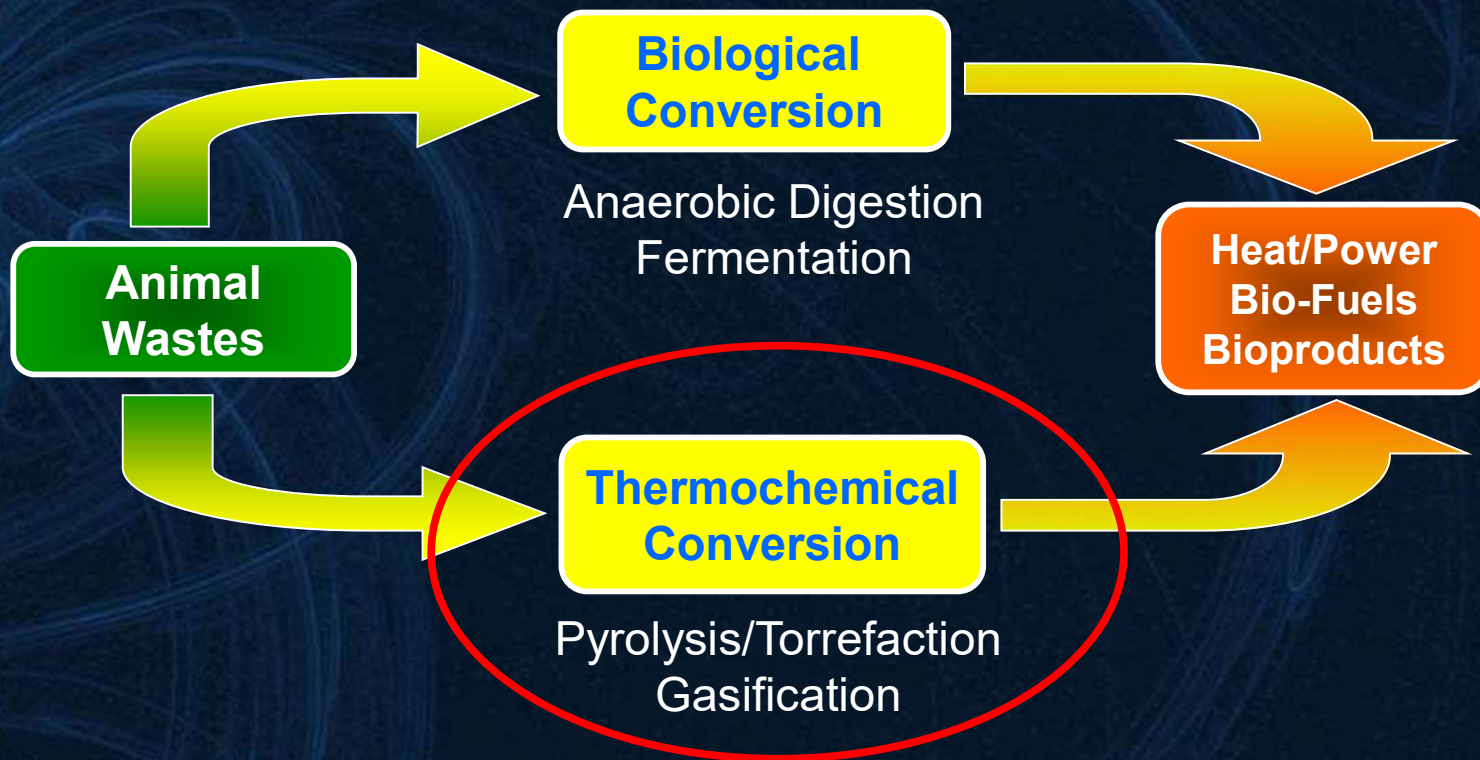 Biological
Conversion
Anaerobic Digestion
Fermentation
Animal
Wastes
Heat/Power
Bio-Fuels
Bioproducts
Thermochemical
Conversion
Pyrolysis/Torrefaction
Gasification